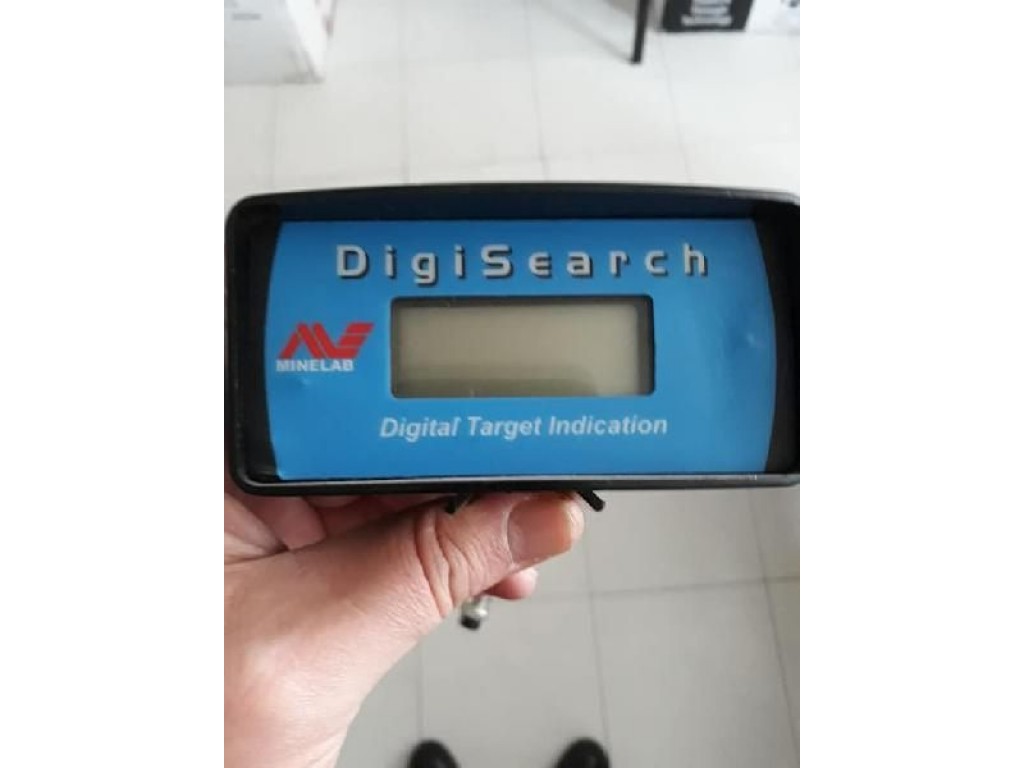 DigiSearch
MINELAB
Digital Target Indication